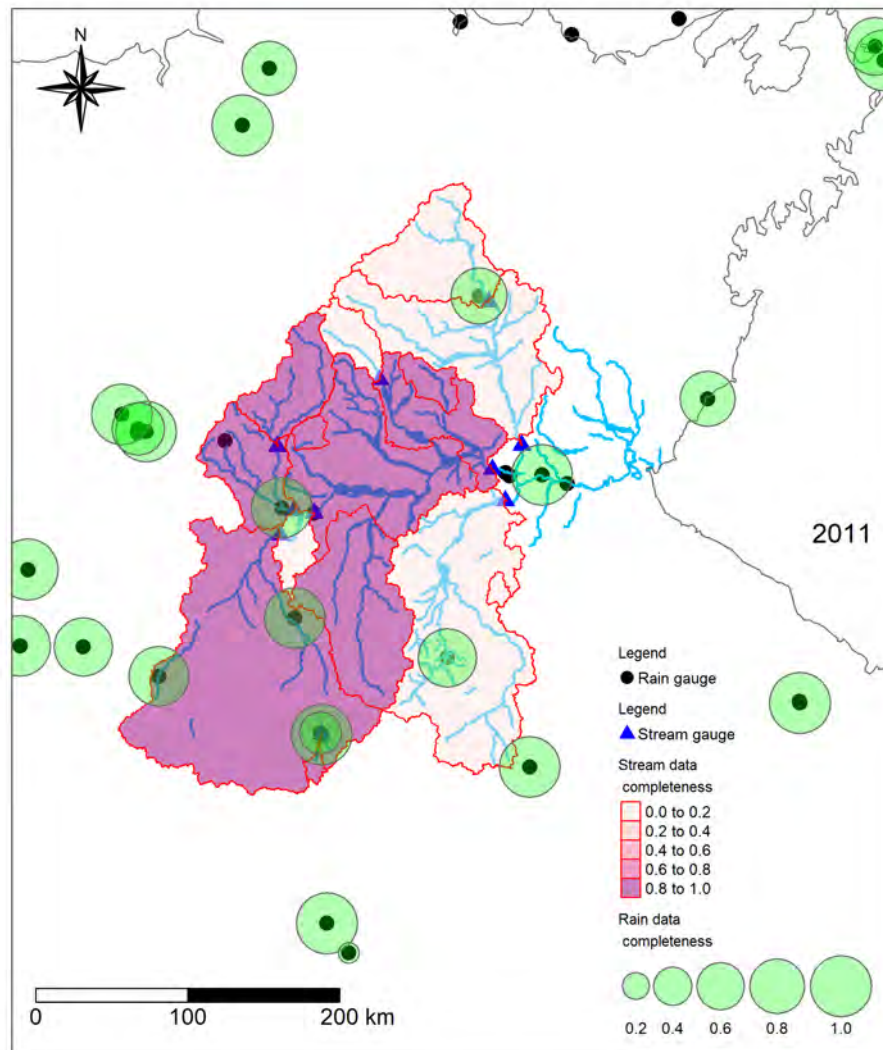 N
2011
Legend
Rain gauge
Legend
Stream gauge
Stream data
completeness
0.0 to 0.2
0.2 to 0.4
0.4 to 0.6
0.6 to 0.8
0.8 to 1.0
Rain data
completeness
0.2 0.4 0.6 0.8 1.0
0 100 200 km